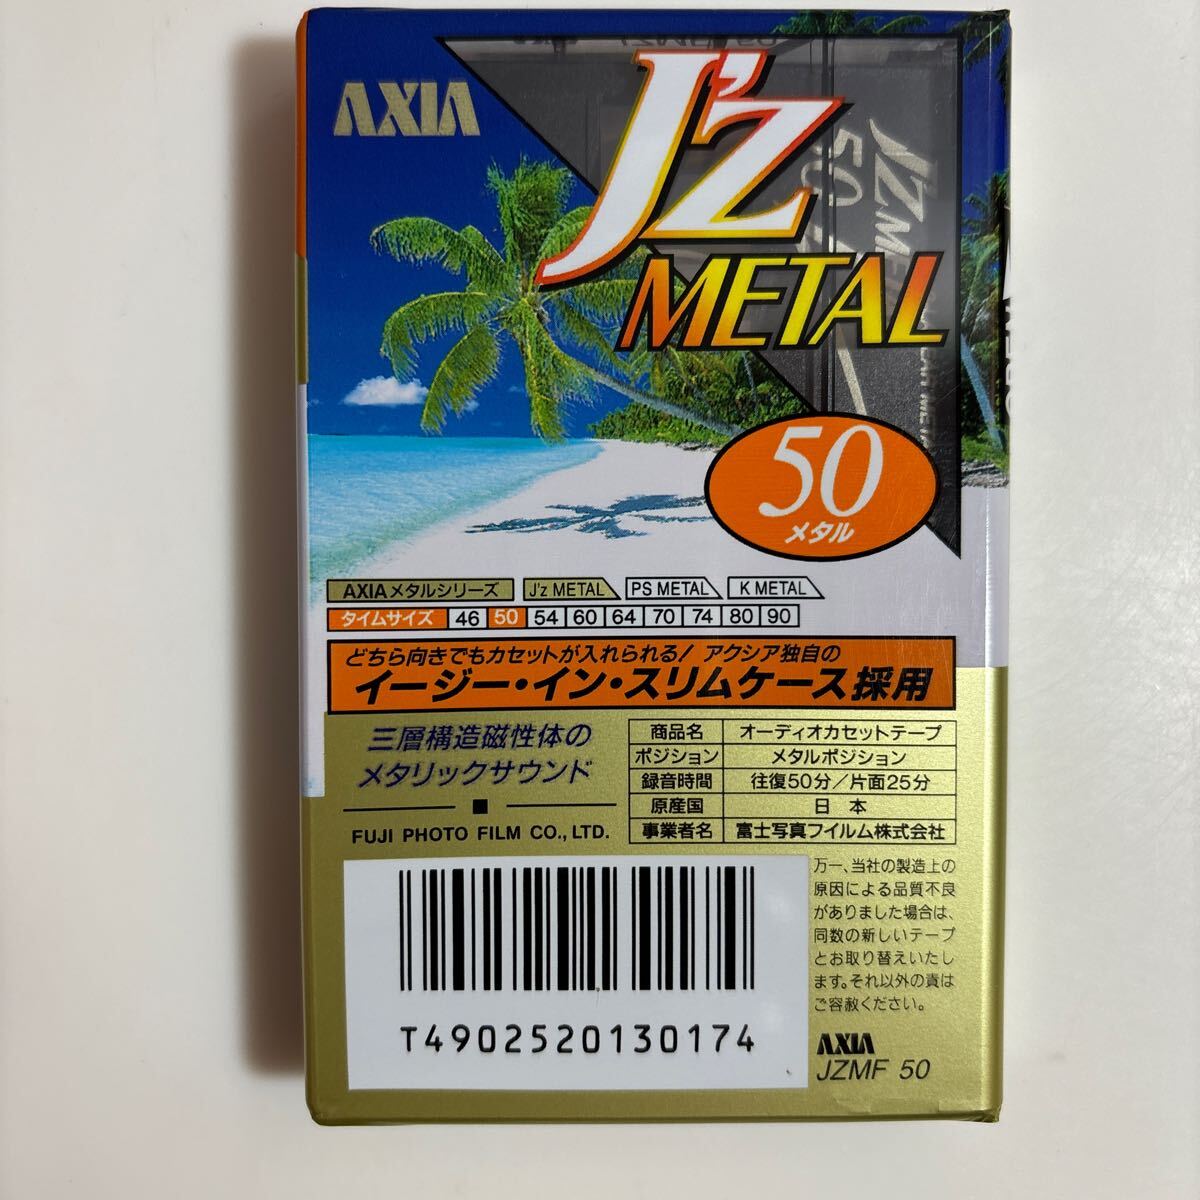 AXIA
J'z
METAL
JZMF
50
50
メタル
AXIAメタルシリーズ J'z METAL PS METAL K METAL
タイムサイズ 46 50 54 60 64 70 74 80 90
どちら向きでもカセットが入れられる! アクシア独自の
イージー・イン・スリムケース採用
三層構造磁性体の
メタリックサウンド
FUJI PHOTO FILM CO., LTD.
商品名 オーディオカセットテープ
ポジション メタルポジション
録音時間 往復50分/片面25分
原産国 日本
事業者名 富士写真フイルム株式会社
万一、当社の製造上の
原因による品質不良
がありました場合は、
同数の新しいテープ
とお取り替えいたし
ます。それ以外の責は
ご容赦ください。
T4902520130174
AXIA
JZMF 50